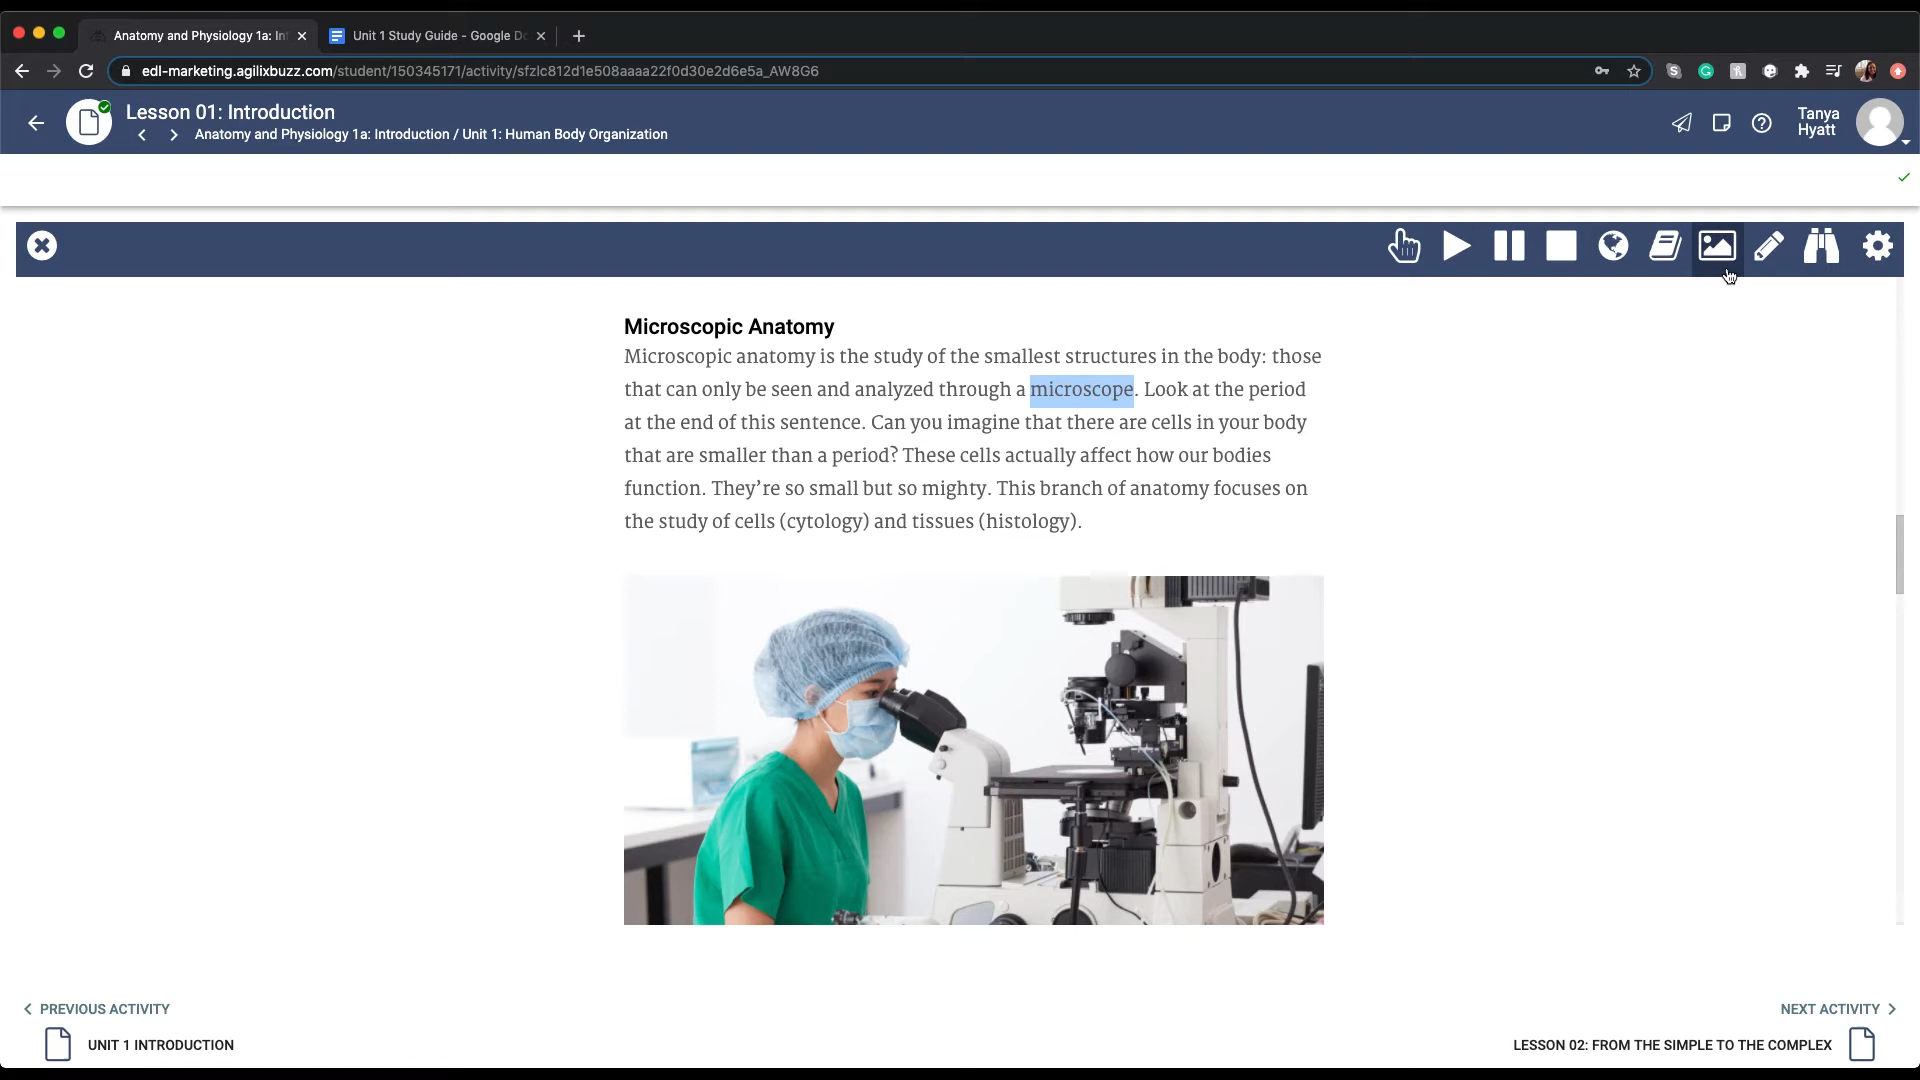 Anatomy and Physiology 1a: Int
Unit 1 Study Guide - Google Do
edl-marketing.agilixbuzz.com/student/150345171/activity/sfzlc812d1e508aaaa22f0d30e2d6e5a_AW8G6
Lesson 01: Introduction
Anatomy and Physiology 1a: Introduction / Unit 1: Human Body Organization
Tanya
Hyatt
Microscopic Anatomy
Microscopic anatomy is the study of the smallest structures in the body: those
that can only be seen and analyzed through a microscope. Look at the period
at the end of this sentence. Can you imagine that there are cells in your body
that are smaller than a period? These cells actually affect how our bodies
function. They’re so small but so mighty. This branch of anatomy focuses on
the study of cells (cytology) and tissues (histology).
PREVIOUS ACTIVITY
UNIT 1 INTRODUCTION
NEXT ACTIVITY
LESSON 02: FROM THE SIMPLE TO THE COMPLEX